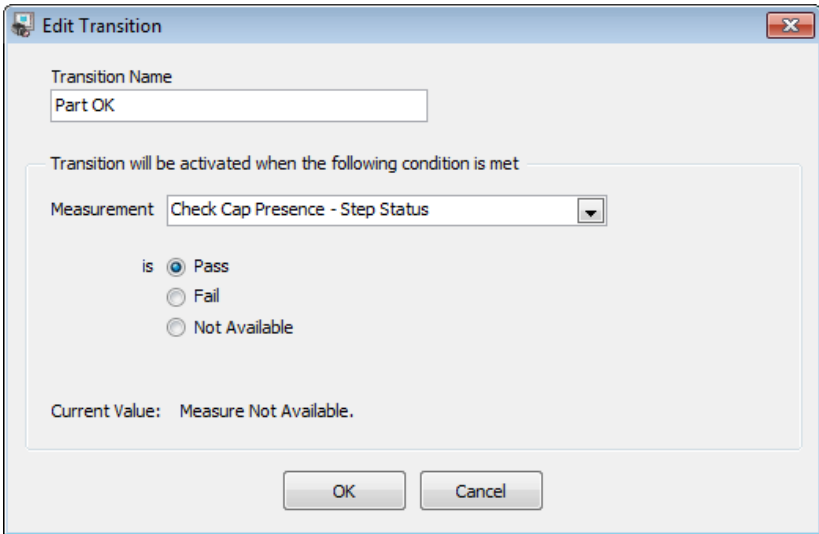 Edit Transition
Transition Name
Part OK
Transition will be activated when the following condition is met
Measurement Check Cap Presence - Step Status
is Pass
Fail
Not Available
Current Value: Measure Not Available.
OK Cancel